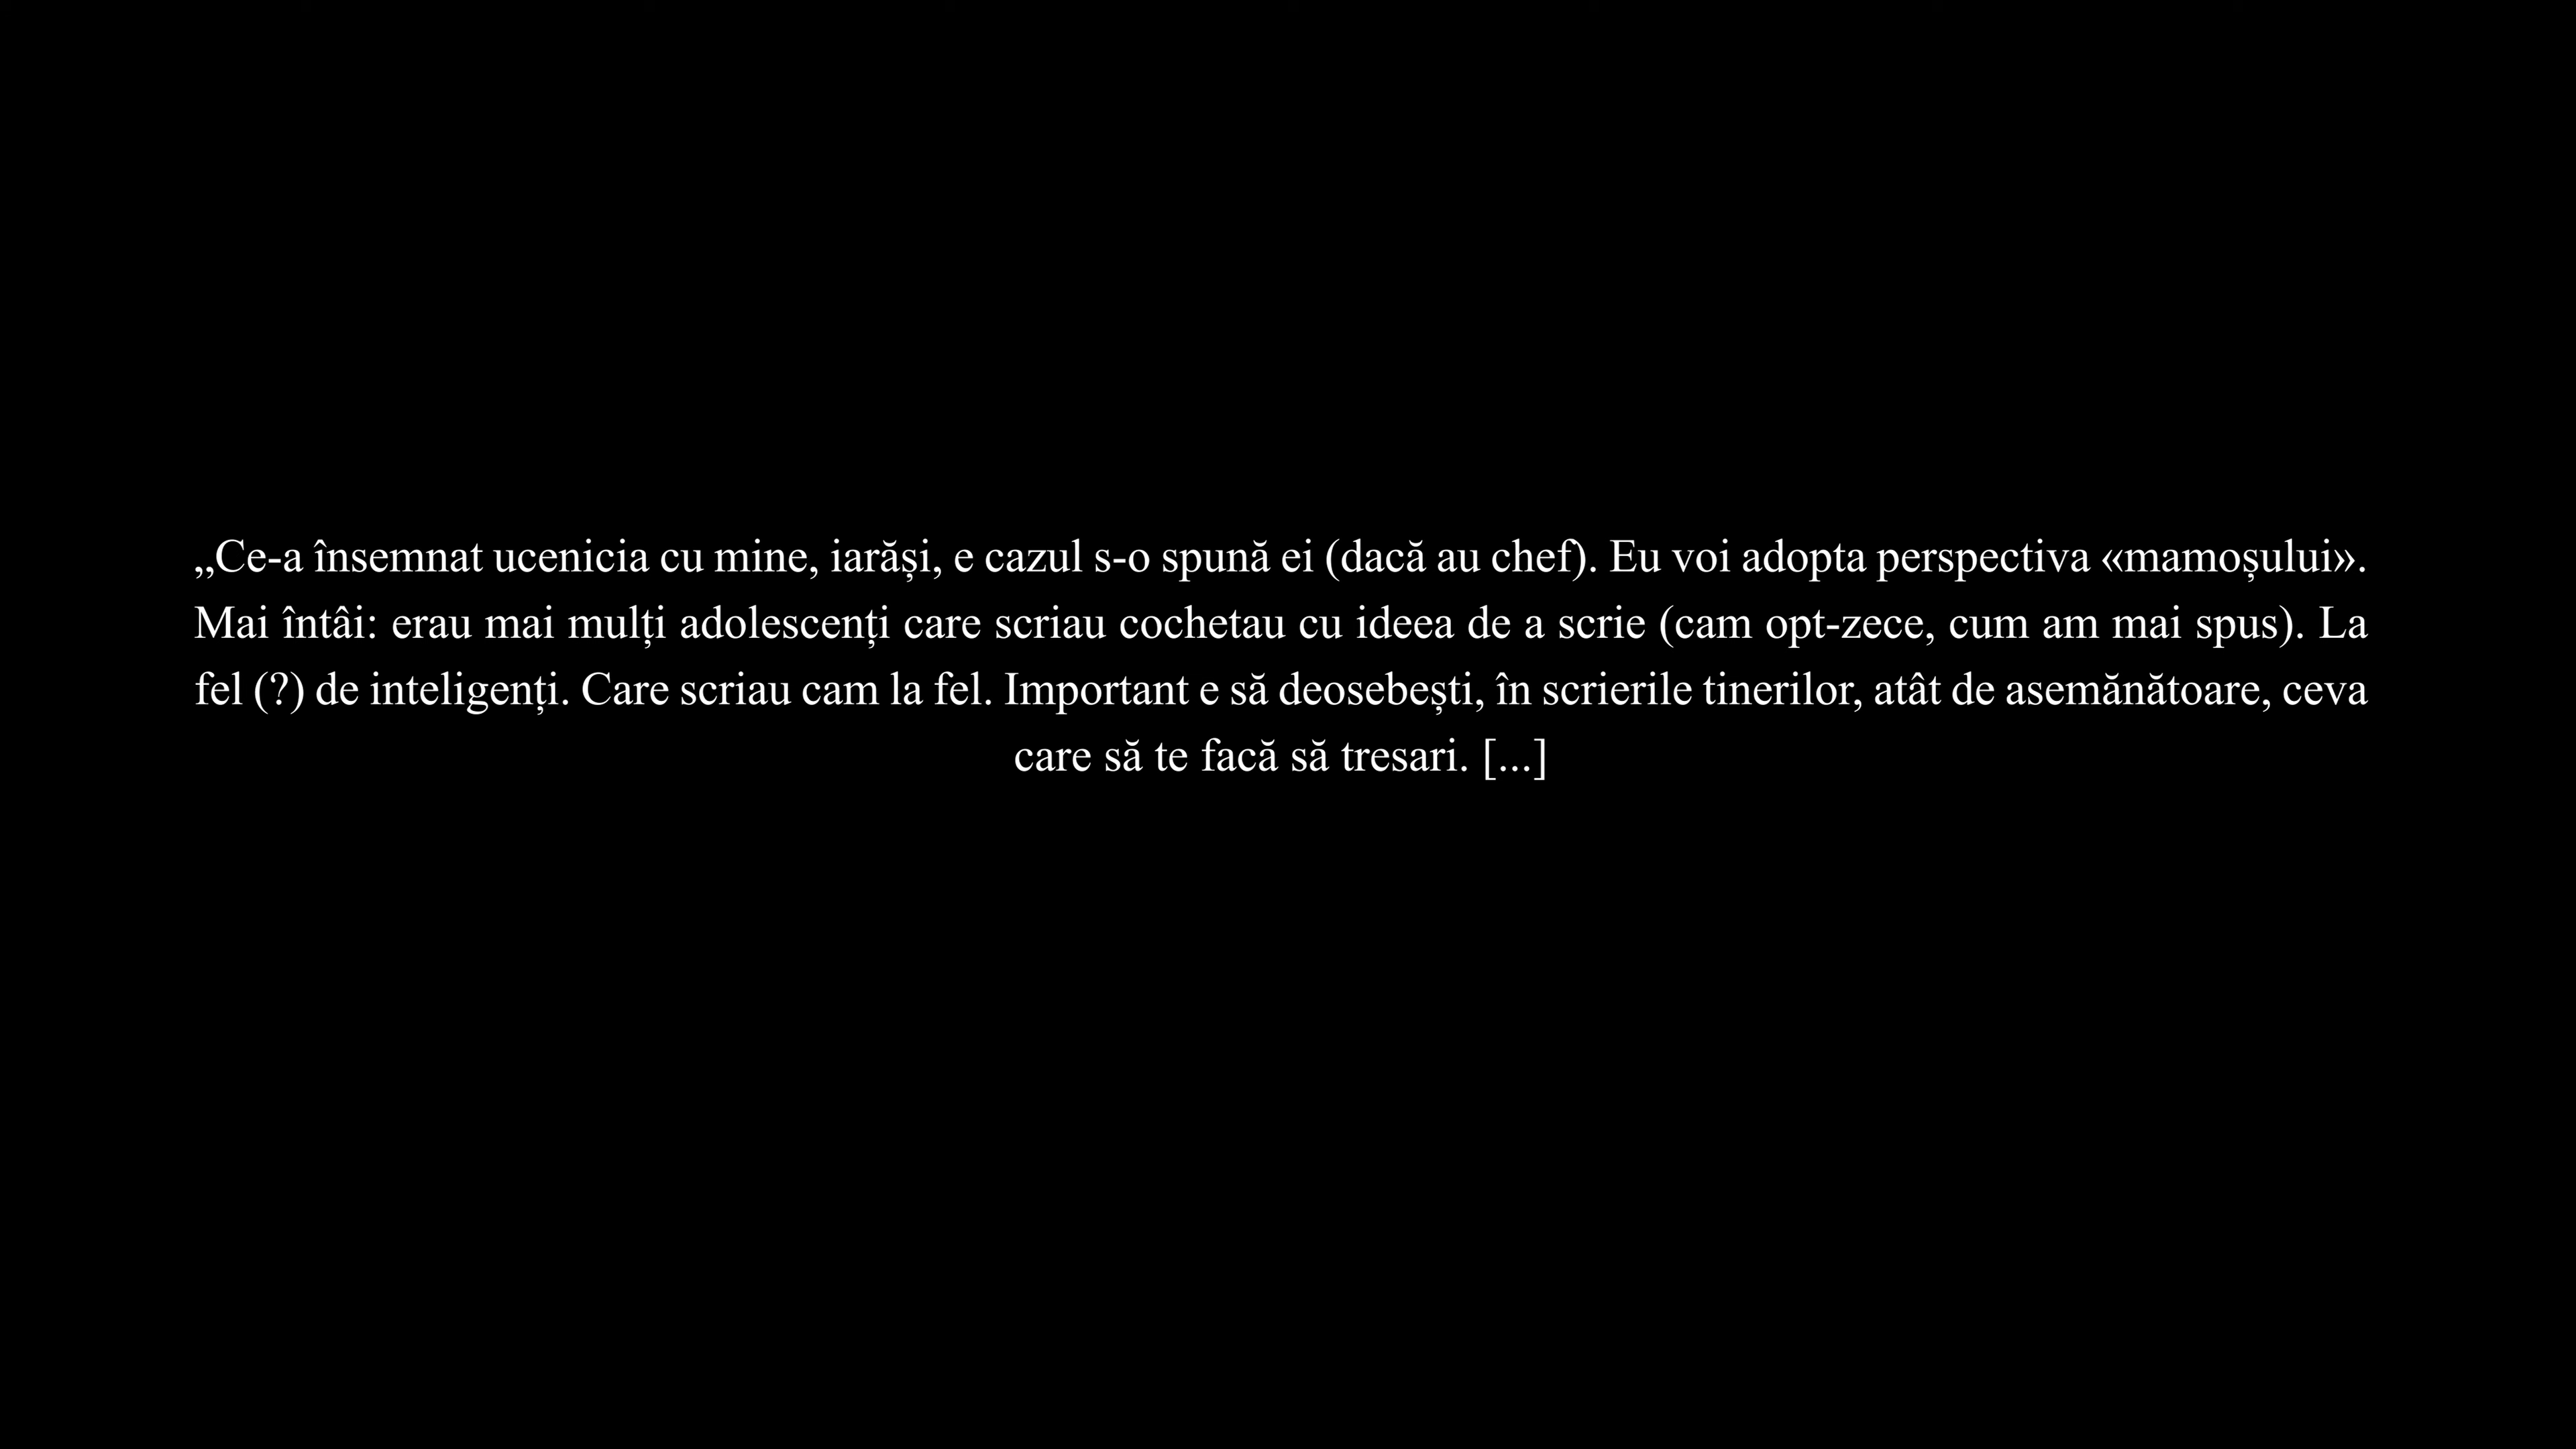 „Ce-a însemnat ucenicia cu mine, iarăși, e cazul s-o spună ei (dacă au chef). Eu voi adopta perspectiva «mamoșului».
Mai întâi: erau mai mulți adolescenți care scriau cochetau cu ideea de a scrie (cam opt-zece, cum am mai spus). La
fel (?) de inteligenți. Care scriau cam la fel. Important e să deosebești, în scrierile tinerilor, atât de asemănătoare, ceva
care să te facă să tresari. [...]